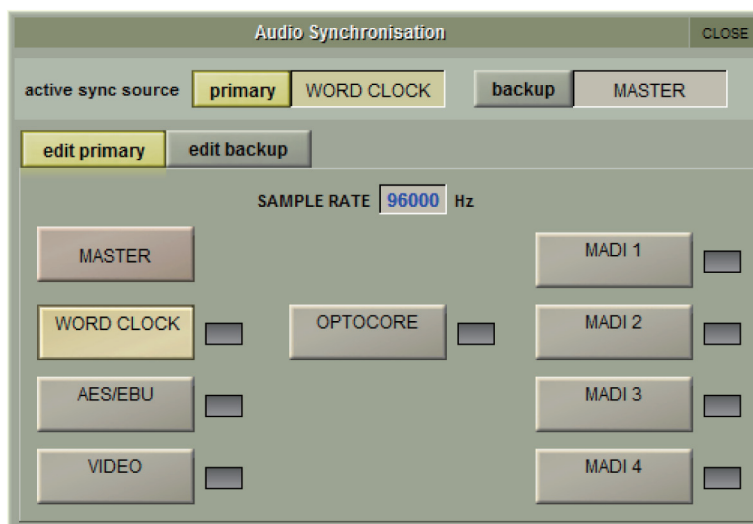 Audio Synchronisation CLOSE
active sync source primary WORD CLOCK backup MASTER
edit primary edit backup
SAMPLE RATE 96000 Hz
MASTER MADI 1
WORD CLOCK OPTOCORE MADI 2
AES/EBU MADI 3
VIDEO MADI 4